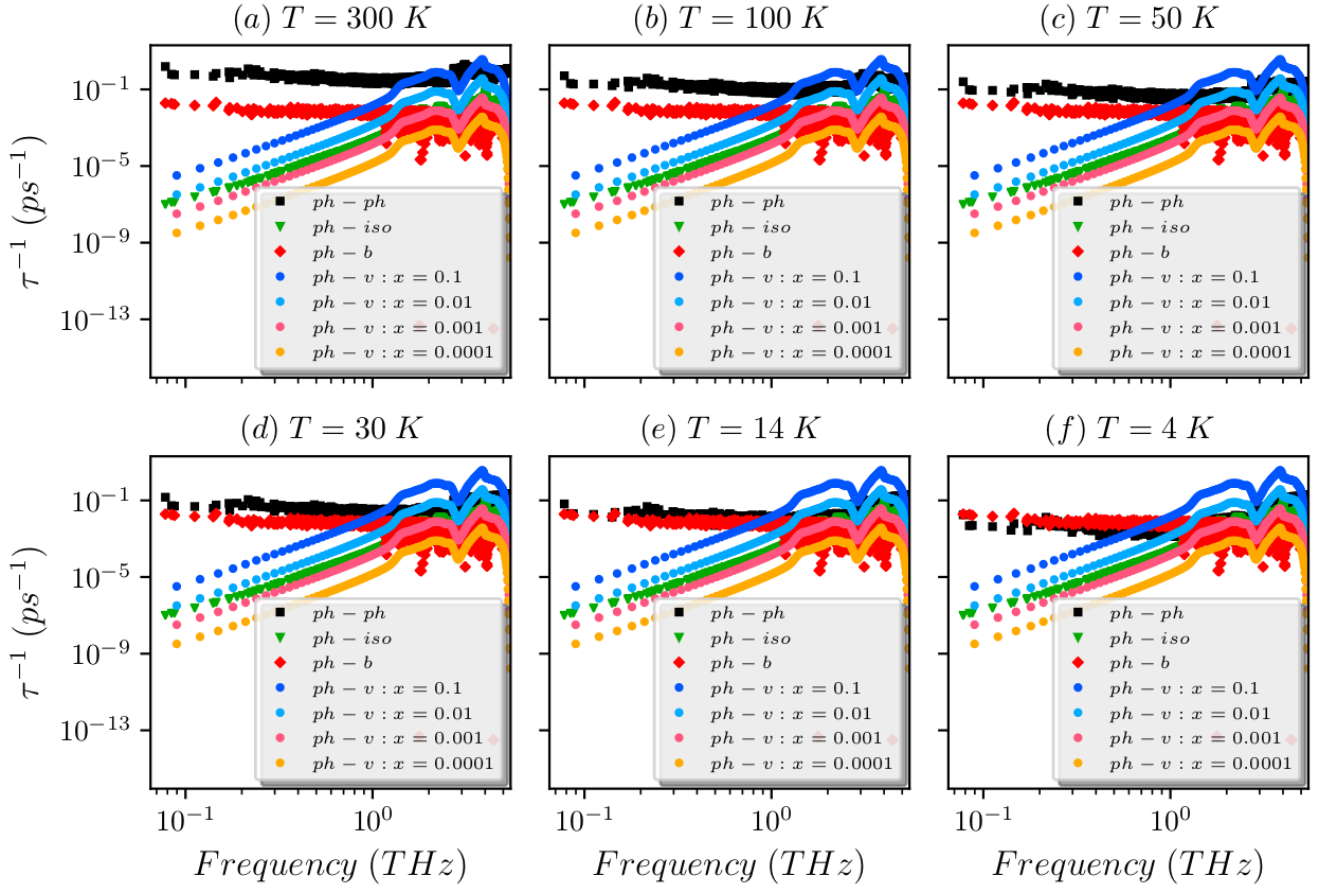 (a) T = 300 K
(b) T = 100 K
(c) T = 50 K
τ⁻¹ (ps⁻¹)
10⁻¹
10⁻⁵
10⁻⁹
10⁻¹³
ph − ph
ph − iso
ph − b
ph − v : x = 0.1
ph − v : x = 0.01
ph − v : x = 0.001
ph − v : x = 0.0001
ph − ph
ph − iso
ph − b
ph − v : x = 0.1
ph − v : x = 0.01
ph − v : x = 0.001
ph − v : x = 0.0001
ph − ph
ph − iso
ph − b
ph − v : x = 0.1
ph − v : x = 0.01
ph − v : x = 0.001
ph − v : x = 0.0001
(d) T = 30 K
(e) T = 14 K
(f) T = 4 K
τ⁻¹ (ps⁻¹)
10⁻¹
10⁻⁵
10⁻⁹
10⁻¹³
ph − ph
ph − iso
ph − b
ph − v : x = 0.1
ph − v : x = 0.01
ph − v : x = 0.001
ph − v : x = 0.0001
ph − ph
ph − iso
ph − b
ph − v : x = 0.1
ph − v : x = 0.01
ph − v : x = 0.001
ph − v : x = 0.0001
ph − ph
ph − iso
ph − b
ph − v : x = 0.1
ph − v : x = 0.01
ph − v : x = 0.001
ph − v : x = 0.0001
10⁻¹ 10⁰
10⁻¹ 10⁰
10⁻¹ 10⁰
Frequency (THz)
Frequency (THz)
Frequency (THz)